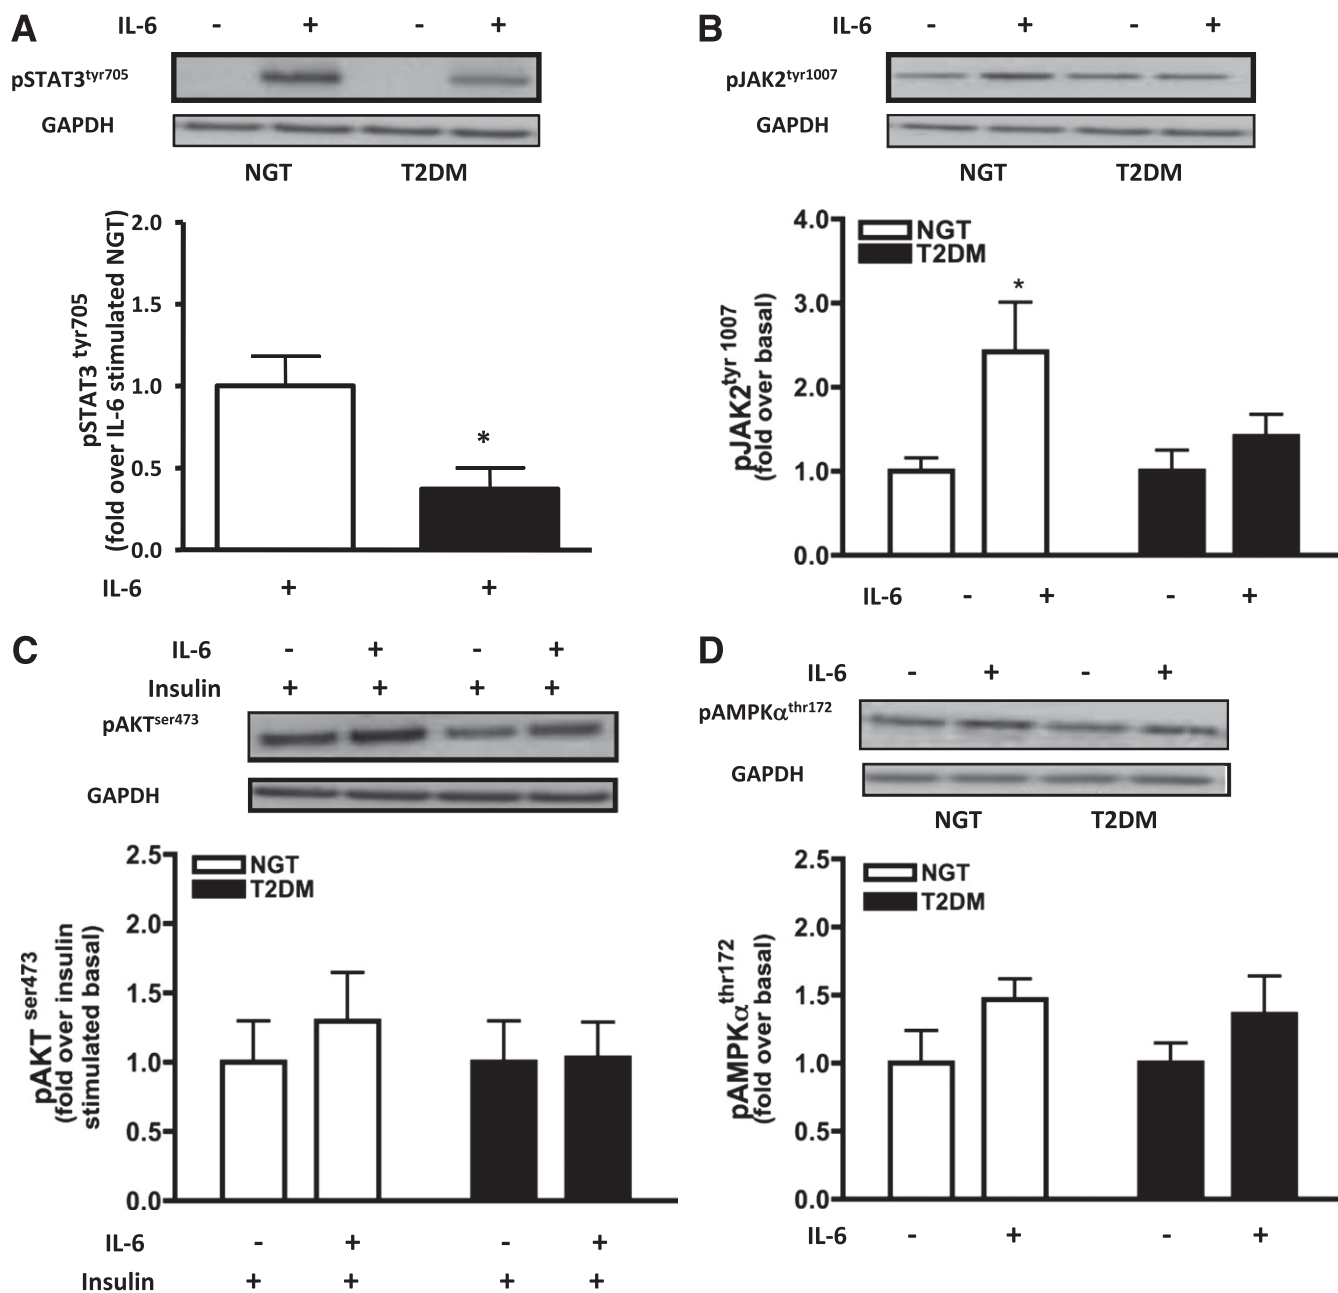 A
IL-6 - + - +
pSTAT3tyr705
GAPDH
NGT T2DM
pSTAT3 tyr705
(fold over IL-6 stimulated NGT)
2.0
1.5
1.0
*
0.5
0.0
IL-6 + +
B
IL-6 - + - +
pJAK2tyr1007
GAPDH
NGT T2DM
pJAK2tyr 1007
(fold over basal)
4.0
NGT
T2DM
3.0
*
2.0
1.0
0.0
IL-6 - + - +
C
IL-6 - + - +
Insulin + + + +
pAKTser473
GAPDH
pAKT ser473
(fold over insulin
stimulated basal)
2.5
NGT
T2DM
2.0
1.5
1.0
0.5
0.0
IL-6 - + - +
Insulin + + + +
D
IL-6 - + - +
pAMPKαthr172
GAPDH
NGT T2DM
pAMPKαthr172
(fold over basal)
2.5
NGT
T2DM
2.0
1.5
1.0
0.5
0.0
IL-6 - + - +